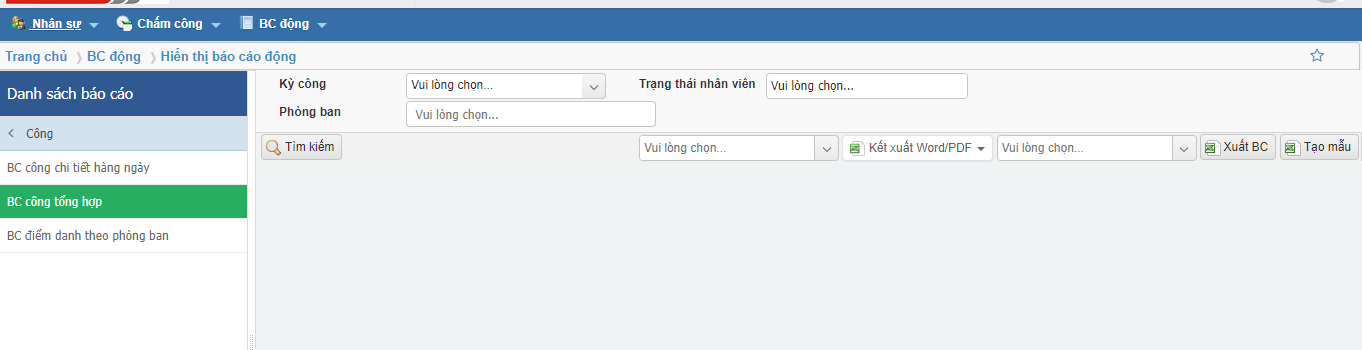 Nhân sự Chấm công BC động
Trang chủ BC động Hiển thị báo cáo động
Danh sách báo cáo
Công
BC công chi tiết hàng ngày
BC công tổng hợp
BC điểm danh theo phòng ban
Kỳ công Vui lòng chọn... Trạng thái nhân viên Vui lòng chọn...
Phòng ban Vui lòng chọn...
Tìm kiếm Vui lòng chọn... Kết xuất Word/PDF Vui lòng chọn... Xuất BC Tạo mẫu